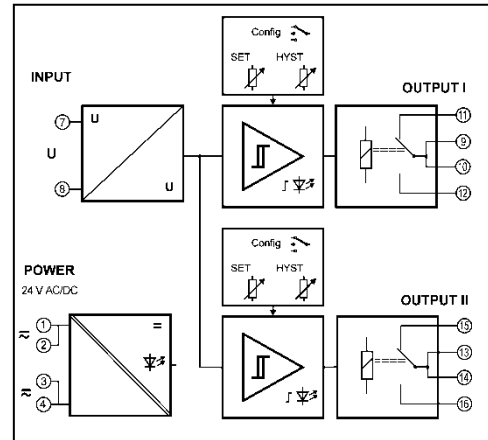 Config
SET HYST
INPUT
OUTPUT I
7
U
U
8
U
11
9
10
12
Config
SET HYST
POWER
24 V AC/DC
OUTPUT II
1
2
=
3
4
15
13
14
16